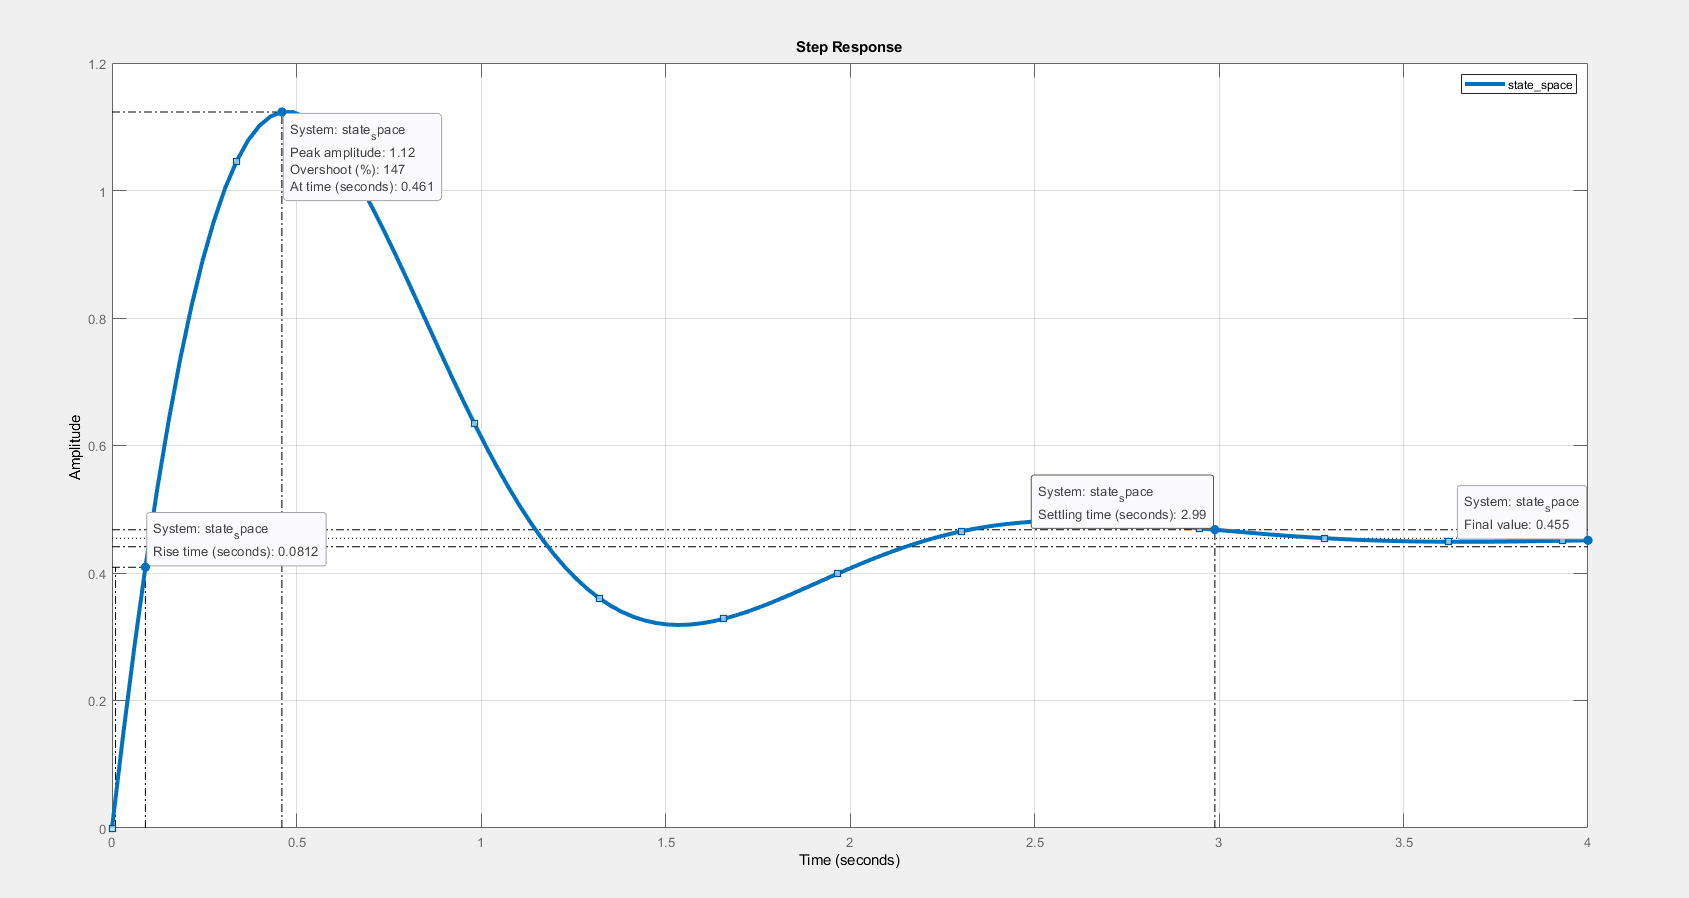 Step Response
state_space
1.2
1
0.8
0.6
0.4
0.2
0
Amplitude
System: state_space
Peak amplitude: 1.12
Overshoot (%): 147
At time (seconds): 0.461
System: state_space
Rise time (seconds): 0.0812
System: state_space
Settling time (seconds): 2.99
System: state_space
Final value: 0.455
0 0.5 1 1.5 2 2.5 3 3.5 4
Time (seconds)